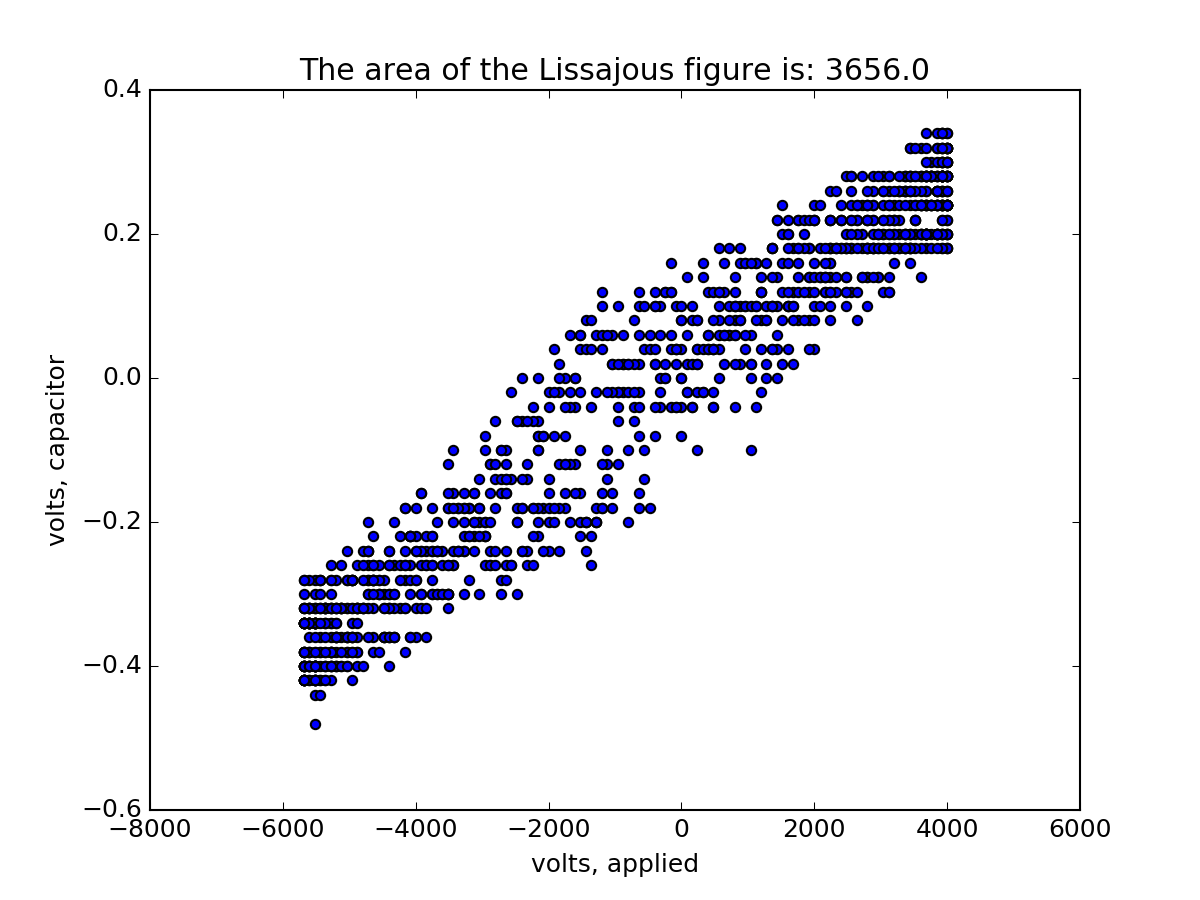 The area of the Lissajous figure is: 3656.0
0.4
0.2
0.0
−0.2
−0.4
−0.6
volts, capacitor
−8000 −6000 −4000 −2000 0 2000 4000 6000
volts, applied